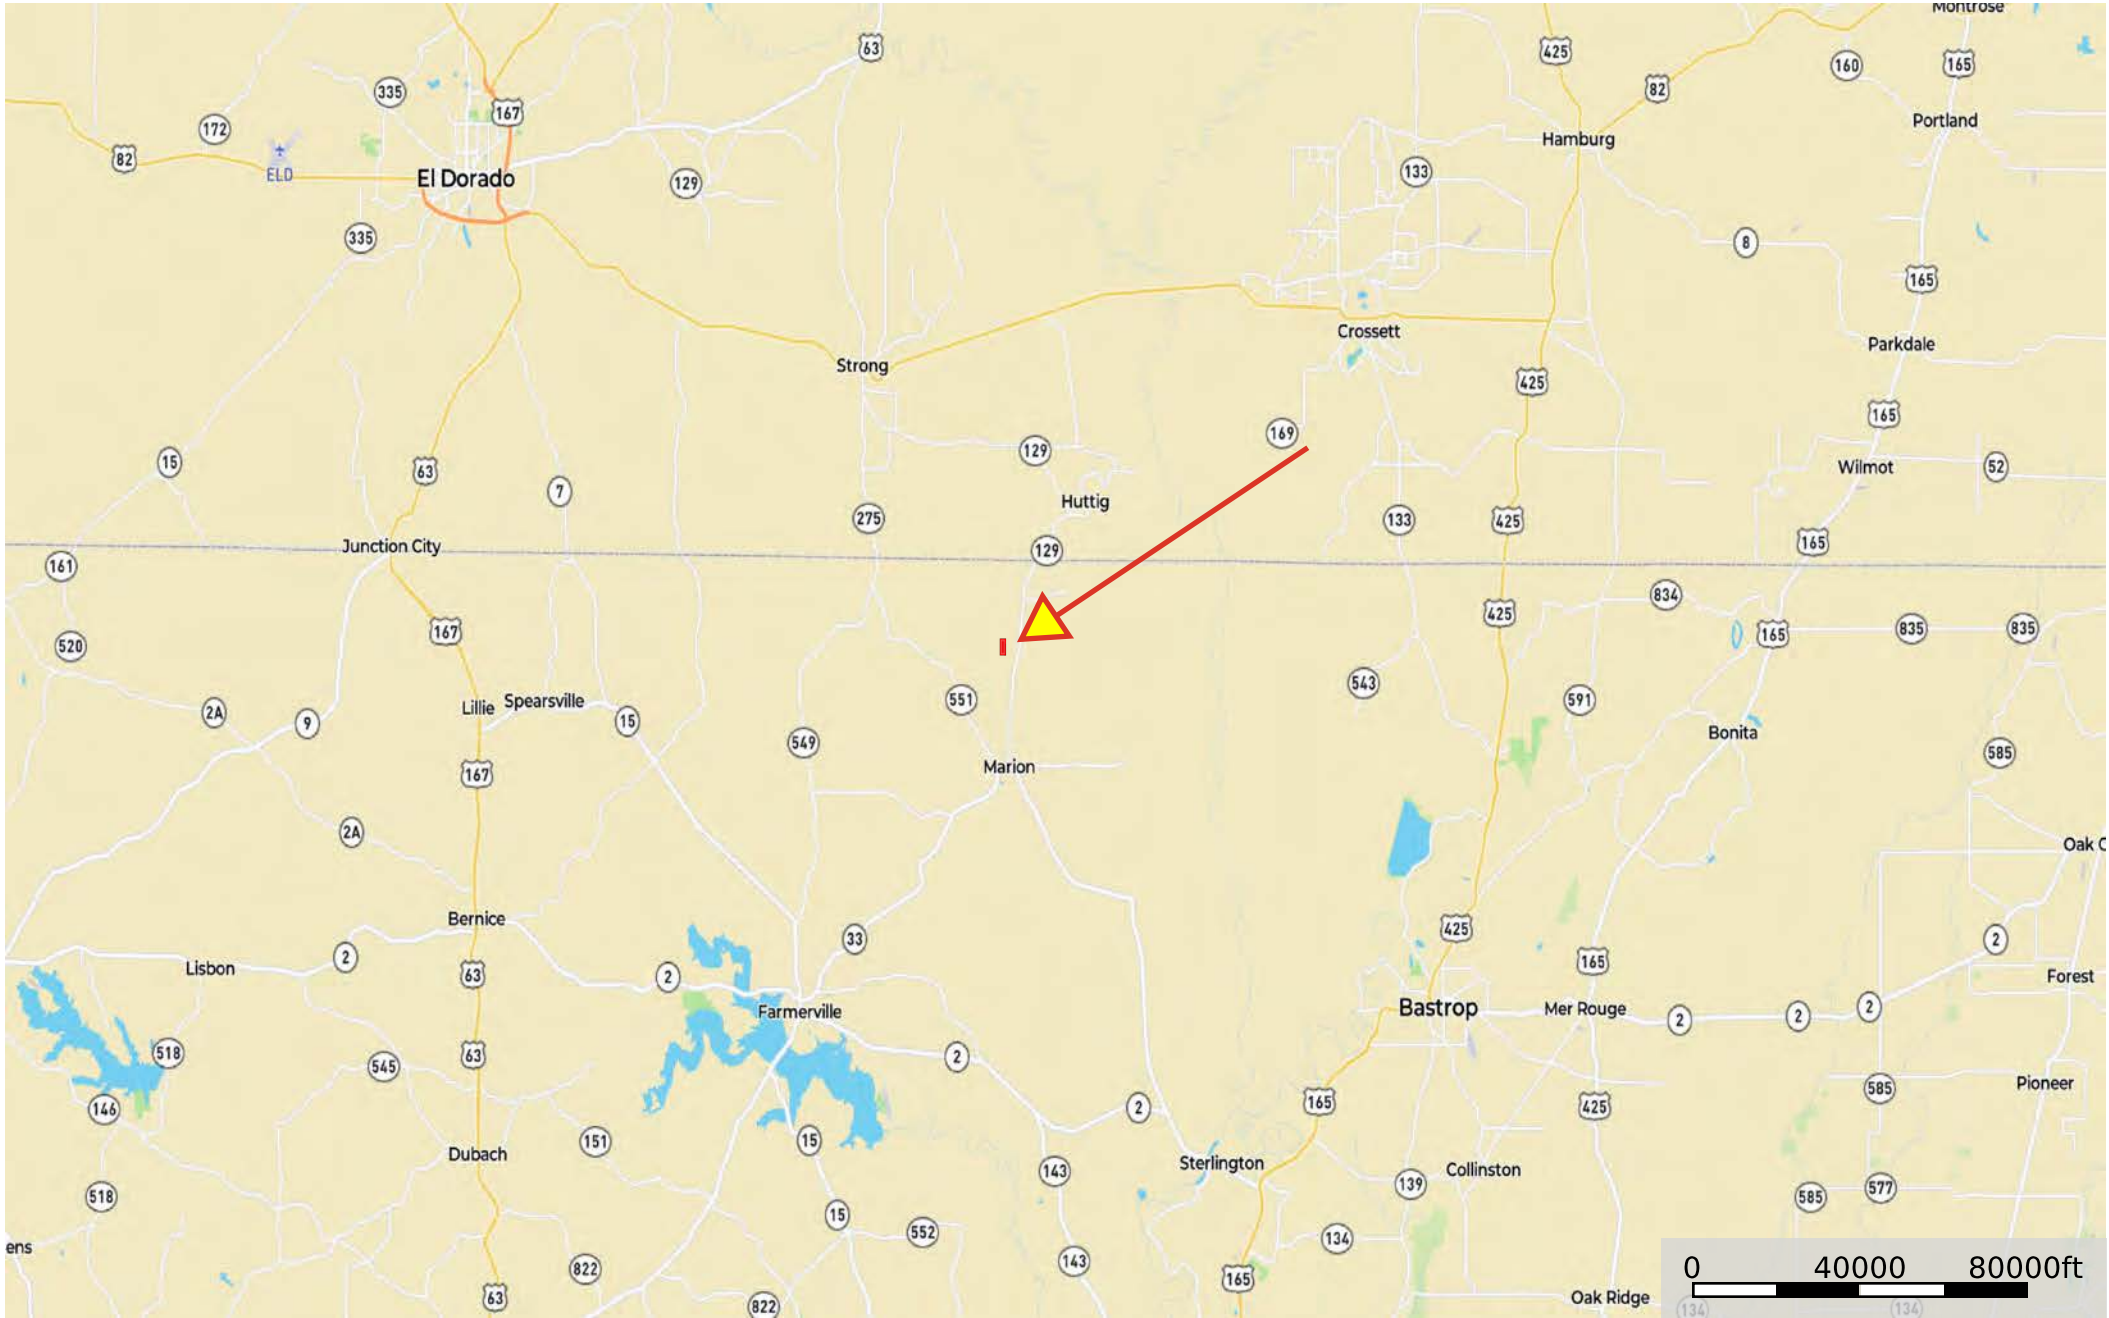 Montrose
63
425
160
165
335
82
167
Portland
172
Hamburg
82
ELD
El Dorado
129
133
335
8
165
Crossett
Parkdale
Strong
425
165
169
15
129
Wilmot
52
63
7
Huttig
275
133
425
165
Junction City
129
161
834
425
167
165
835
835
520
543
551
591
2A
9
Lillie
Spearsville
15
Bonita
549
585
167
Marion
2A
Oak C
Bernice
425
33
2
2
165
Lisbon
2
63
Forest
Farmerville
Bastrop
Mer Rouge
2
2
2
518
63
545
2
585
Pioneer
146
2
165
425
15
151
Dubach
Sterlington
143
Collinston
139
518
585
577
15
552
134
ens
143
822
165
63
822
Oak Ridge
0 40000 80000ft
134
134